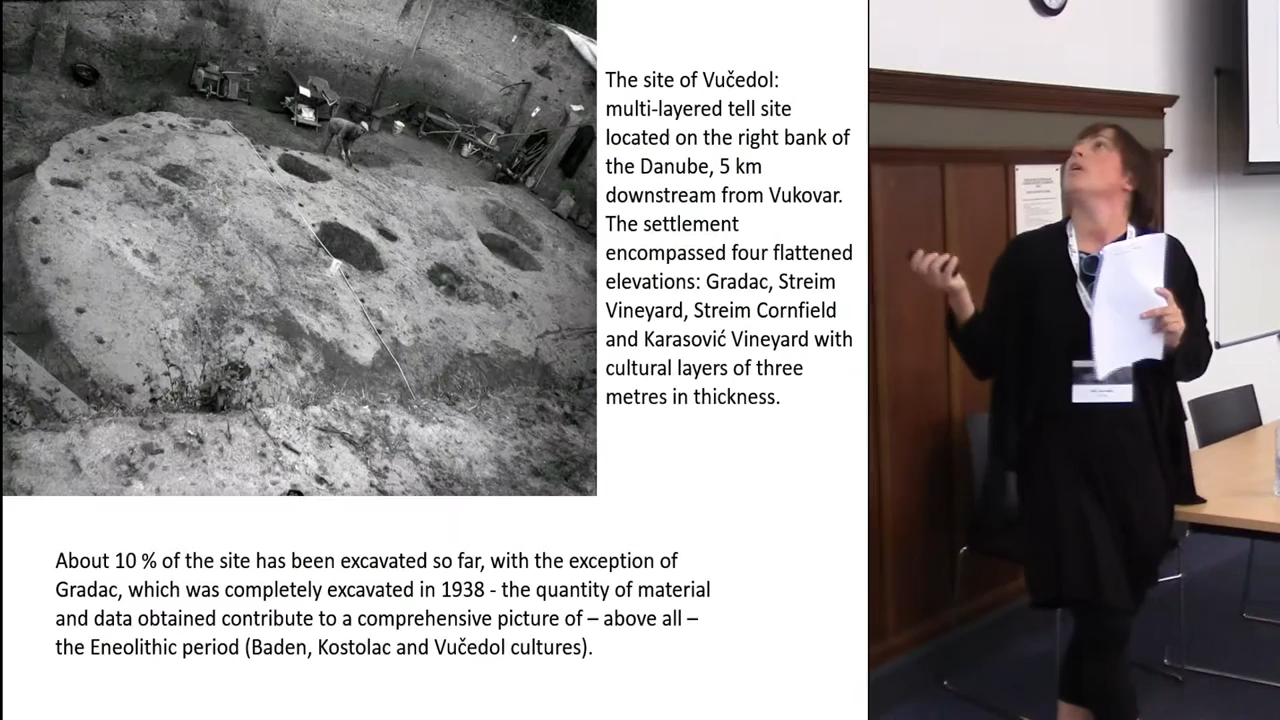 The site of Vučedol:
multi-layered tell site
located on the right bank of
the Danube, 5 km
downstream from Vukovar.
The settlement
encompassed four flattened
elevations: Gradac, Streim
Vineyard, Streim Cornfield
and Karasović Vineyard with
cultural layers of three
metres in thickness.
About 10 % of the site has been excavated so far, with the exception of
Gradac, which was completely excavated in 1938 - the quantity of material
and data obtained contribute to a comprehensive picture of – above all –
the Eneolithic period (Baden, Kostolac and Vučedol cultures).